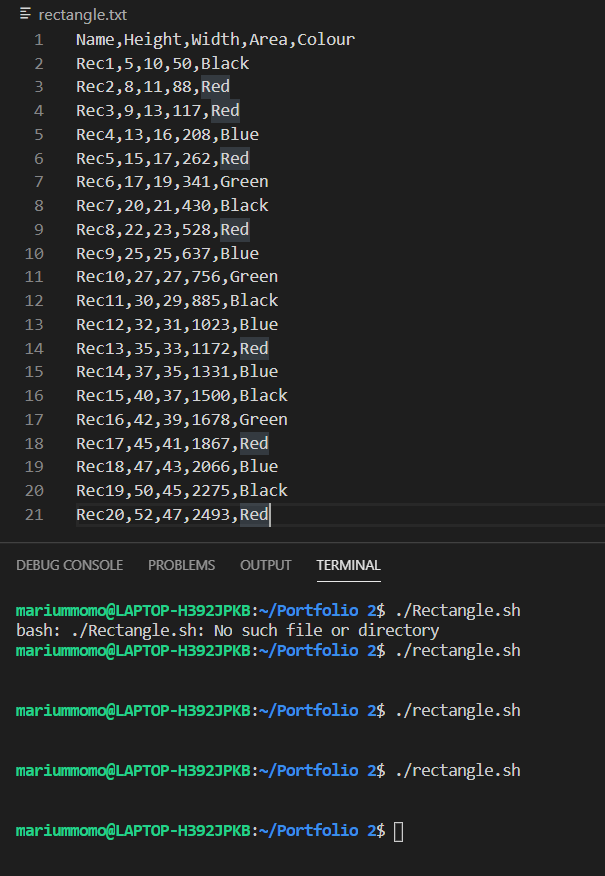 rectangle.txt
1 Name,Height,Width,Area,Colour
2 Rec1,5,10,50,Black
3 Rec2,8,11,88,Red
4 Rec3,9,13,117,Red
5 Rec4,13,16,208,Blue
6 Rec5,15,17,262,Red
7 Rec6,17,19,341,Green
8 Rec7,20,21,430,Black
9 Rec8,22,23,528,Red
10 Rec9,25,25,637,Blue
11 Rec10,27,27,756,Green
12 Rec11,30,29,885,Black
13 Rec12,32,31,1023,Blue
14 Rec13,35,33,1172,Red
15 Rec14,37,35,1331,Blue
16 Rec15,40,37,1500,Black
17 Rec16,42,39,1678,Green
18 Rec17,45,41,1867,Red
19 Rec18,47,43,2066,Blue
20 Rec19,50,45,2275,Black
21 Rec20,52,47,2493,Red
DEBUG CONSOLE PROBLEMS OUTPUT TERMINAL
mariummomo@LAPTOP-H392JPKB:~/Portfolio 2$ ./Rectangle.sh
bash: ./Rectangle.sh: No such file or directory
mariummomo@LAPTOP-H392JPKB:~/Portfolio 2$ ./rectangle.sh
mariummomo@LAPTOP-H392JPKB:~/Portfolio 2$ ./rectangle.sh
mariummomo@LAPTOP-H392JPKB:~/Portfolio 2$ ./rectangle.sh
mariummomo@LAPTOP-H392JPKB:~/Portfolio 2$